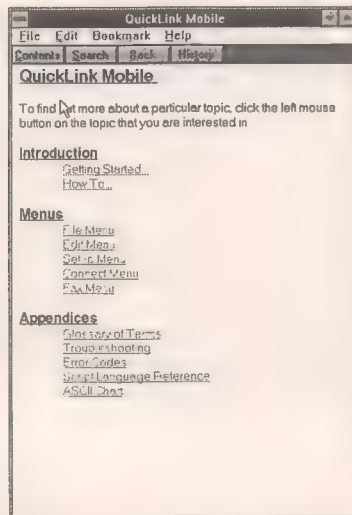 QuickLink Mobile
File Edit Bookmark Help
Contents Search Back History
QuickLink Mobile
To find out more about a particular topic, click the left mouse
button on the topic that you are interested in
Introduction
Getting Started...
How To...
Menus
File Menu
Edit Menu
Setup Menu
Connect Menu
Fax Menu
Appendices
Glossary of Terms
Troubleshooting
Error Codes
Script Language Reference
ASCII Chart